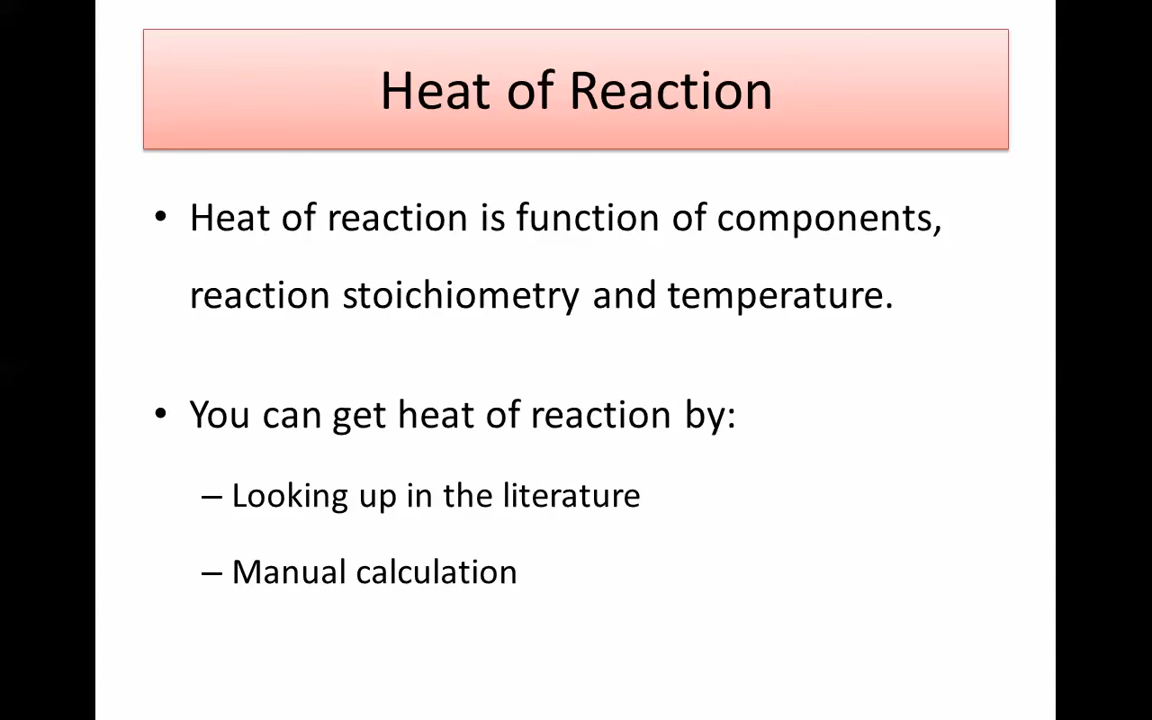 Heat of Reaction
• Heat of reaction is function of components,
reaction stoichiometry and temperature.
• You can get heat of reaction by:
– Looking up in the literature
– Manual calculation